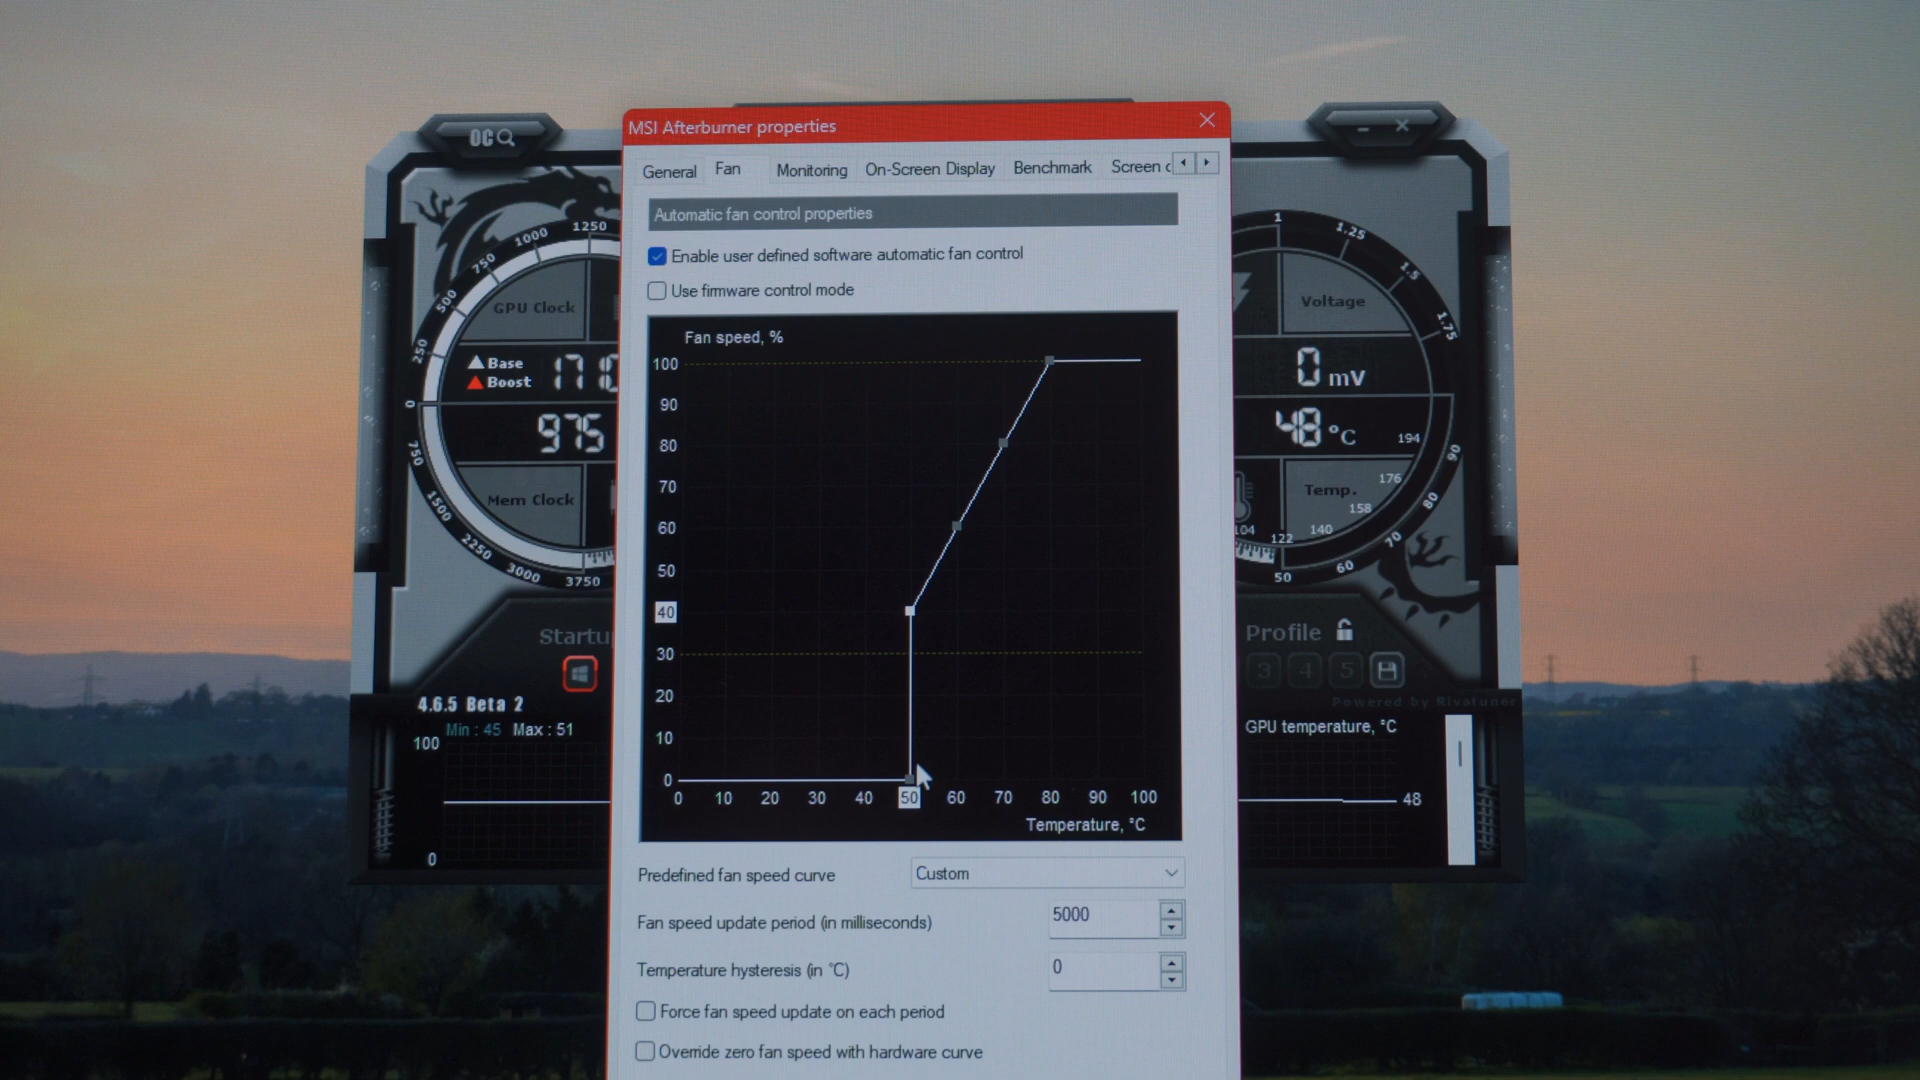 OC
MSI Afterburner properties
General Fan Monitoring On-Screen Display Benchmark Screen c
Automatic fan control properties
Enable user defined software automatic fan control
Use firmware control mode
Fan speed, %
100
90
80
70
60
50
40
30
20
10
0
0 10 20 30 40 50 60 70 80 90 100
Temperature, °C
Predefined fan speed curve Custom
Fan speed update period (in milliseconds) 5000
Temperature hysteresis (in °C) 0
Force fan speed update on each period
Override zero fan speed with hardware curve
0 250 500 750 1000 1250
GPU Clock
Base
Boost
975
Mem Clock
750 1500 2250 3000 3750
Startu
4.6.5 Beta 2
Min : 45 Max : 51
100
0
1 1.25 1.5 1.75
Voltage
0 mV
48 °C
Temp.
104 122 140 158 176 194
50 60 70 80 90
Profile
3 4 5
Powered by Rivatuner
GPU temperature, °C
48